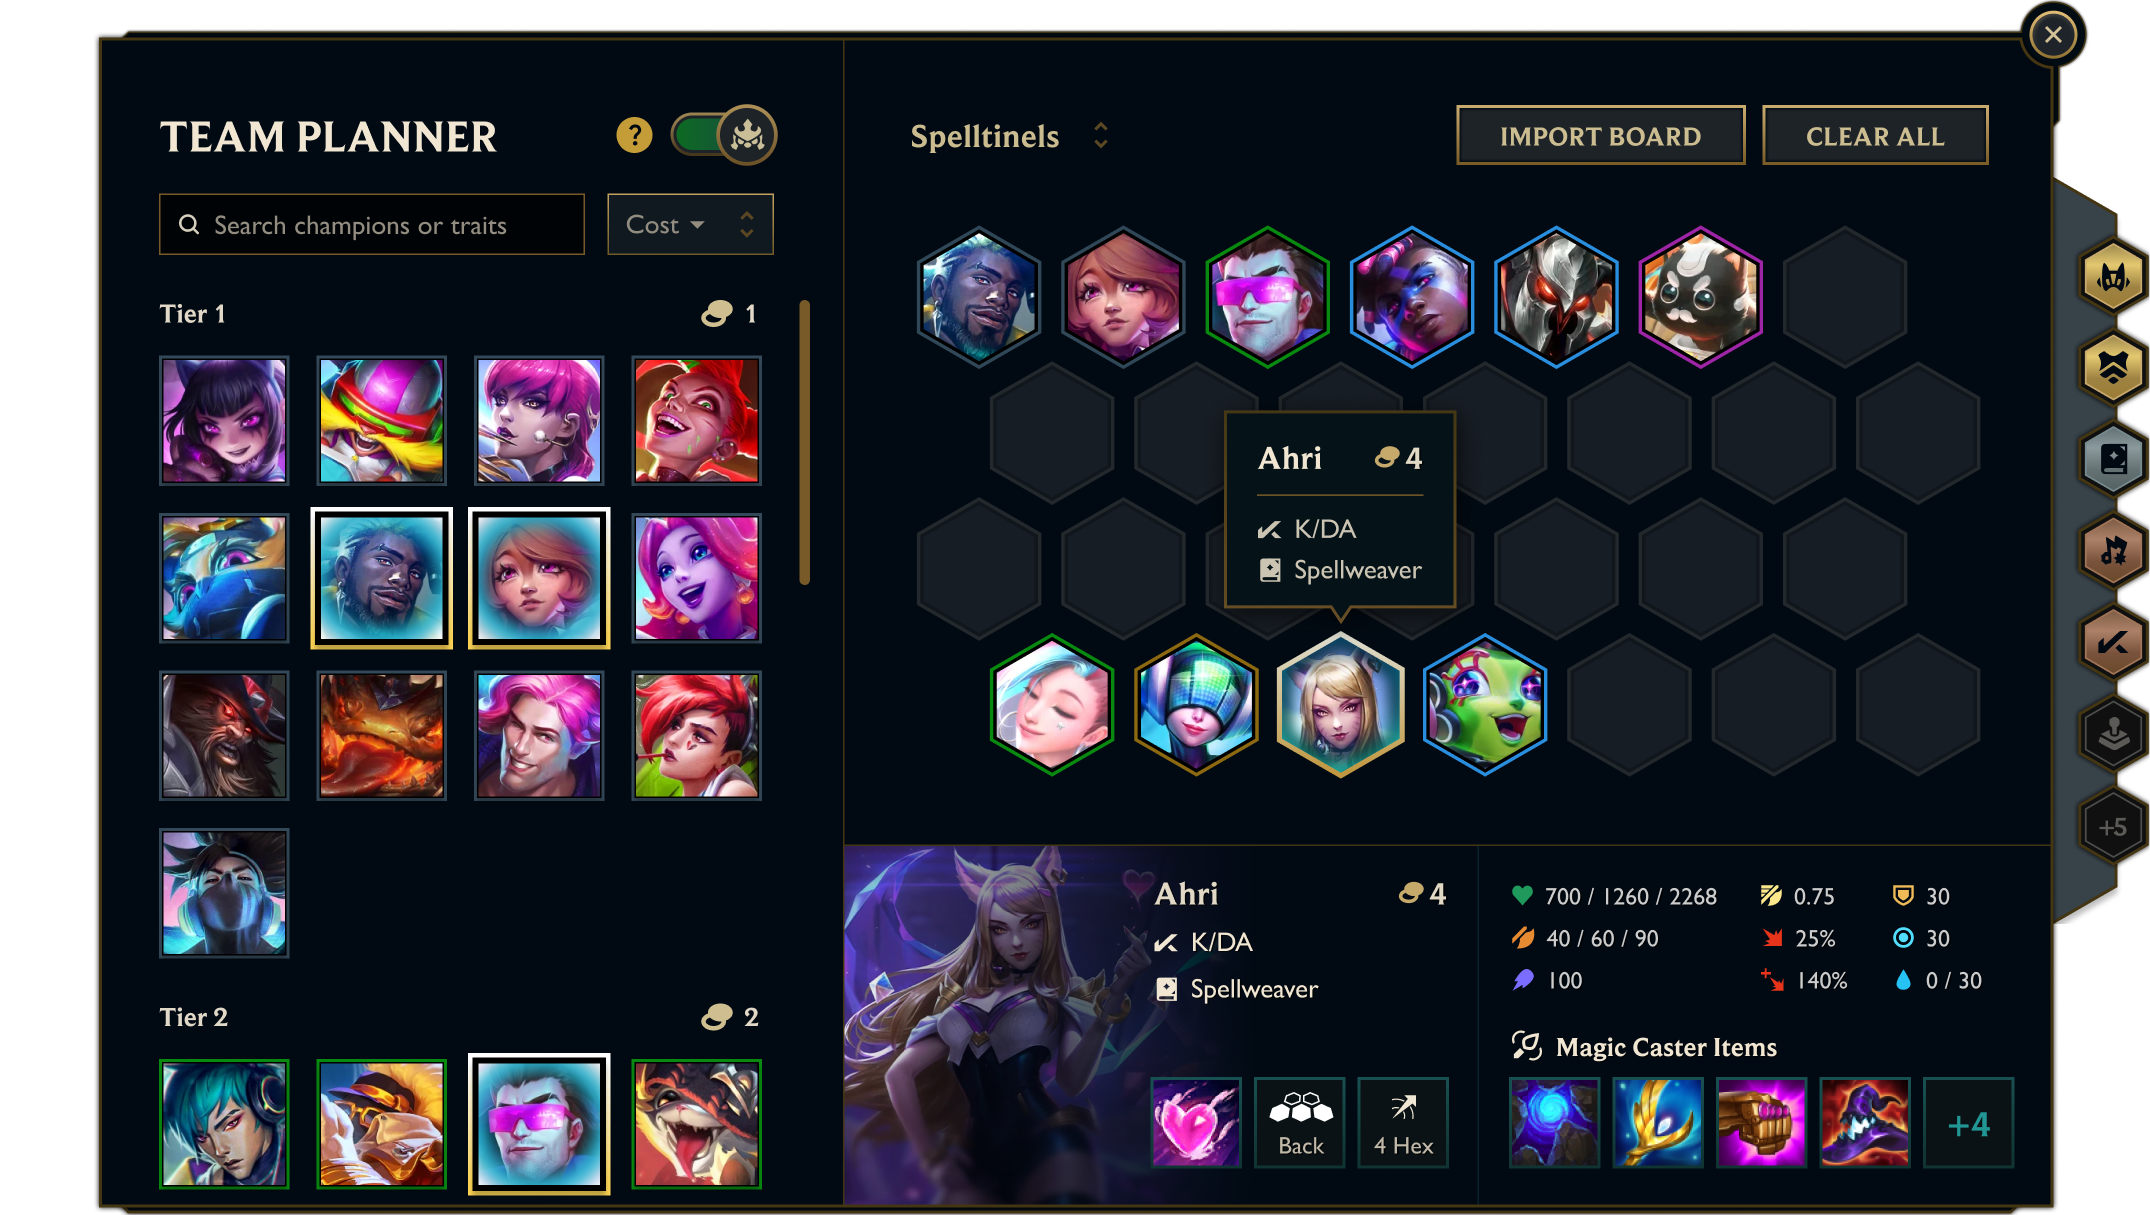 TEAM PLANNER
?
Spelltinels
IMPORT BOARD
CLEAR ALL
Search champions or traits
Cost
Tier 1
1
Ahri
4
K/DA
Spellweaver
+5
Ahri
4
K/DA
Spellweaver
700 / 1260 / 2268
0.75
30
40 / 60 / 90
25%
30
100
140%
0 / 30
Tier 2
2
Magic Caster Items
Back
4 Hex
+4